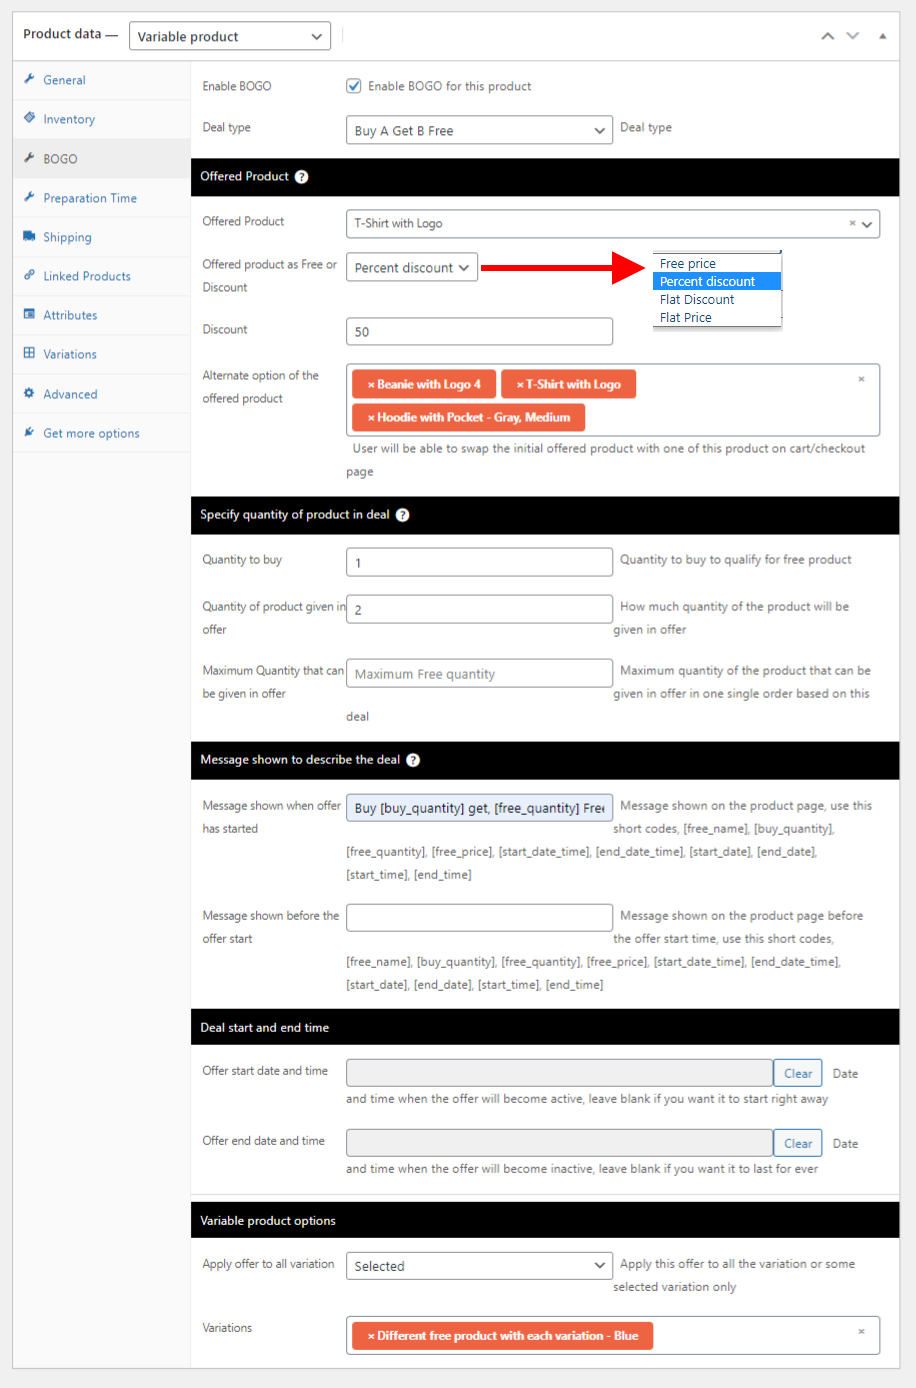 Product data — Variable product
General
Inventory
BOGO
Preparation Time
Shipping
Linked Products
Attributes
Variations
Advanced
Get more options
Enable BOGO Enable BOGO for this product
Deal type Buy A Get B Free Deal type
Offered Product ?
Offered Product T-Shirt with Logo ×
Offered product as Free or
Discount
Percent discount
Free price
Percent discount
Flat Discount
Flat Price
Discount 50
Alternate option of the
offered product
× Beanie with Logo 4 × T-Shirt with Logo ×
× Hoodie with Pocket - Gray, Medium
User will be able to swap the initial offered product with one of this product on cart/checkout
page
Specify quantity of product in deal ?
Quantity to buy 1 Quantity to buy to qualify for free product
Quantity of product given in
offer
2
How much quantity of the product will be
given in offer
Maximum Quantity that can
be given in offer
Maximum Free quantity
Maximum quantity of the product that can be
given in offer in one single order based on this
deal
Message shown to describe the deal ?
Message shown when offer
has started
Buy [buy_quantity] get, [free_quantity] Free
Message shown on the product page, use this
short codes, [free_name], [buy_quantity],
[free_quantity], [free_price], [start_date_time], [end_date_time], [start_date], [end_date],
[start_time], [end_time]
Message shown before the
offer start
Message shown on the product page before
the offer start time, use this short codes,
[free_name], [buy_quantity], [free_quantity], [free_price], [start_date_time], [end_date_time],
[start_date], [end_date], [start_time], [end_time]
Deal start and end time
Offer start date and time Clear Date
and time when the offer will become active, leave blank if you want it to start right away
Offer end date and time Clear Date
and time when the offer will become inactive, leave blank if you want it to last for ever
Variable product options
Apply offer to all variation Selected Apply this offer to all the variation or some
selected variation only
Variations × Different free product with each variation - Blue ×